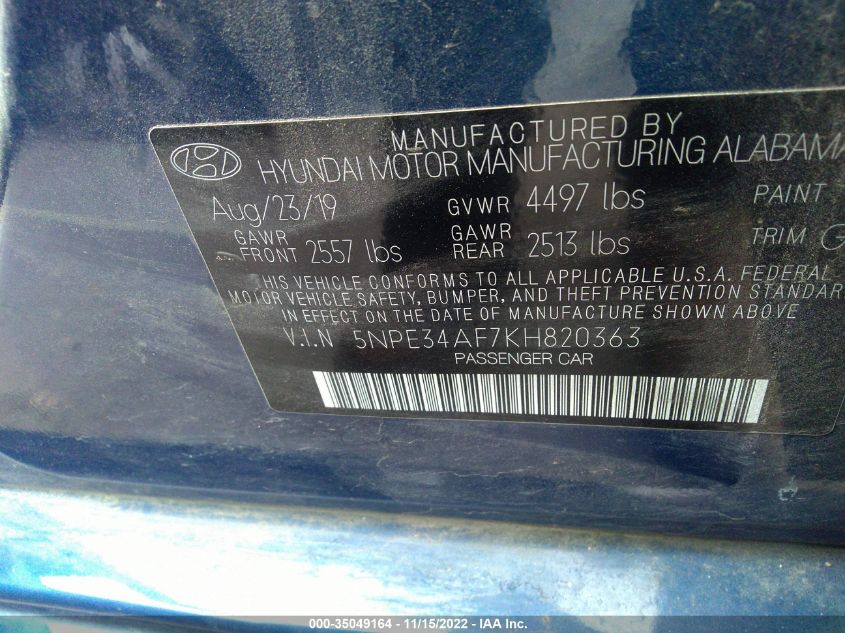 MANUFACTURED BY
HYUNDAI MOTOR MANUFACTURING ALABAMA
Aug/23/19 GVWR 4497 lbs PAINT
GAWR FRONT 2557 lbs GAWR REAR 2513 lbs TRIM G
THIS VEHICLE CONFORMS TO ALL APPLICABLE U.S.A. FEDERAL
MOTOR VEHICLE SAFETY, BUMPER, AND THEFT PREVENTION STANDAR
IN EFFECT ON THE DATE OF MANUFACTURE SHOWN ABOVE.
V.I.N 5NPE34AF7KH820363
PASSENGER CAR
000-35049164 - 11/15/2022 - IAA Inc.